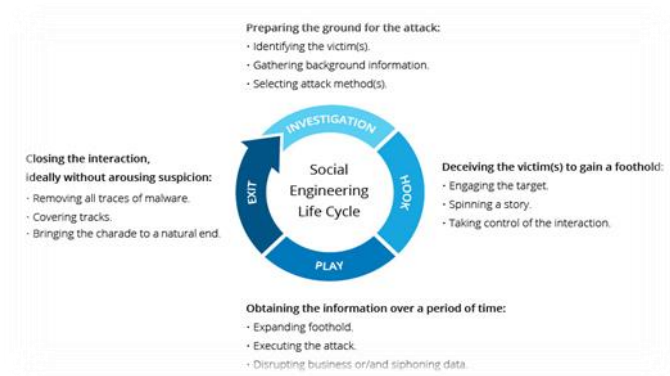 Preparing the ground for the attack:
· Identifying the victim(s).
· Gathering background information.
· Selecting attack method(s).
INVESTIGATION
Closing the interaction,
ideally without arousing suspicion:
· Removing all traces of malware.
· Covering tracks.
· Bringing the charade to a natural end.
EXIT
Social
Engineering
Life Cycle
HOOK
Deceiving the victim(s) to gain a foothold:
· Engaging the target.
· Spinning a story.
· Taking control of the interaction.
PLAY
Obtaining the information over a period of time:
· Expanding foothold.
· Executing the attack.
· Disrupting business or/and siphoning data.